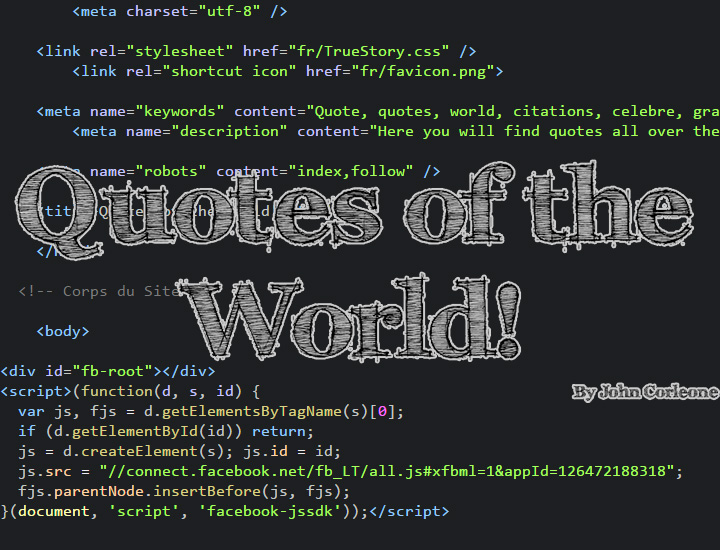 <meta charset="utf-8" />
<link rel="stylesheet" href="fr/TrueStory.css" />
<link rel="shortcut icon" href="fr/favicon.png">
<meta name="keywords" content="Quote, quotes, world, citations, celebre, gra
<meta name="description" content="Here you will find quotes all over the
name="robots" content="index,follow" />
Quotes of the
World!
<!-- Corps du Site
<body>
<div id="fb-root"></div>
<script>(function(d, s, id) {
By John Corleone
var js, fjs = d.getElementsByTagName(s)[0];
if (d.getElementById(id)) return;
js = d.createElement(s); js.id = id;
js.src = "//connect.facebook.net/fb_LT/all.js#xfbml=1&appId=126472188318";
fjs.parentNode.insertBefore(js, fjs);
}(document, 'script', 'facebook-jssdk'));</script>